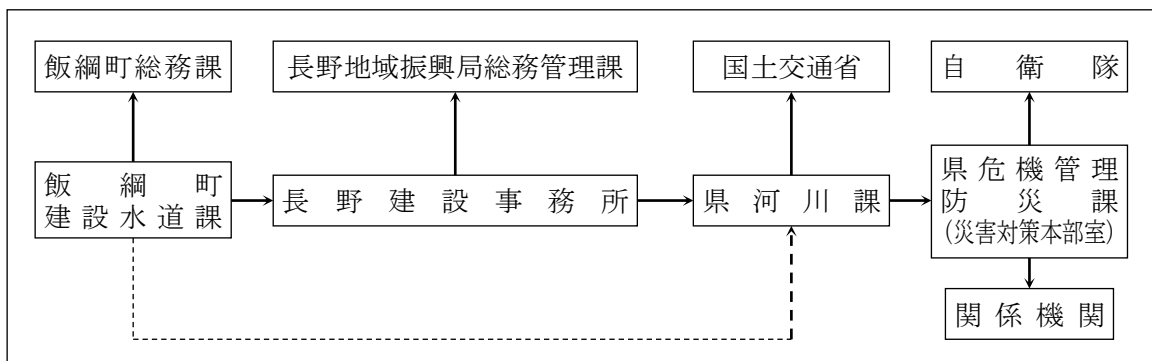 飯綱町総務課
長野地域振興局総務管理課
国土交通省
自衛隊
飯綱町
建設水道課
長野建設事務所
県河川課
県危機管理
防災課
(災害対策本部室)
関係機関